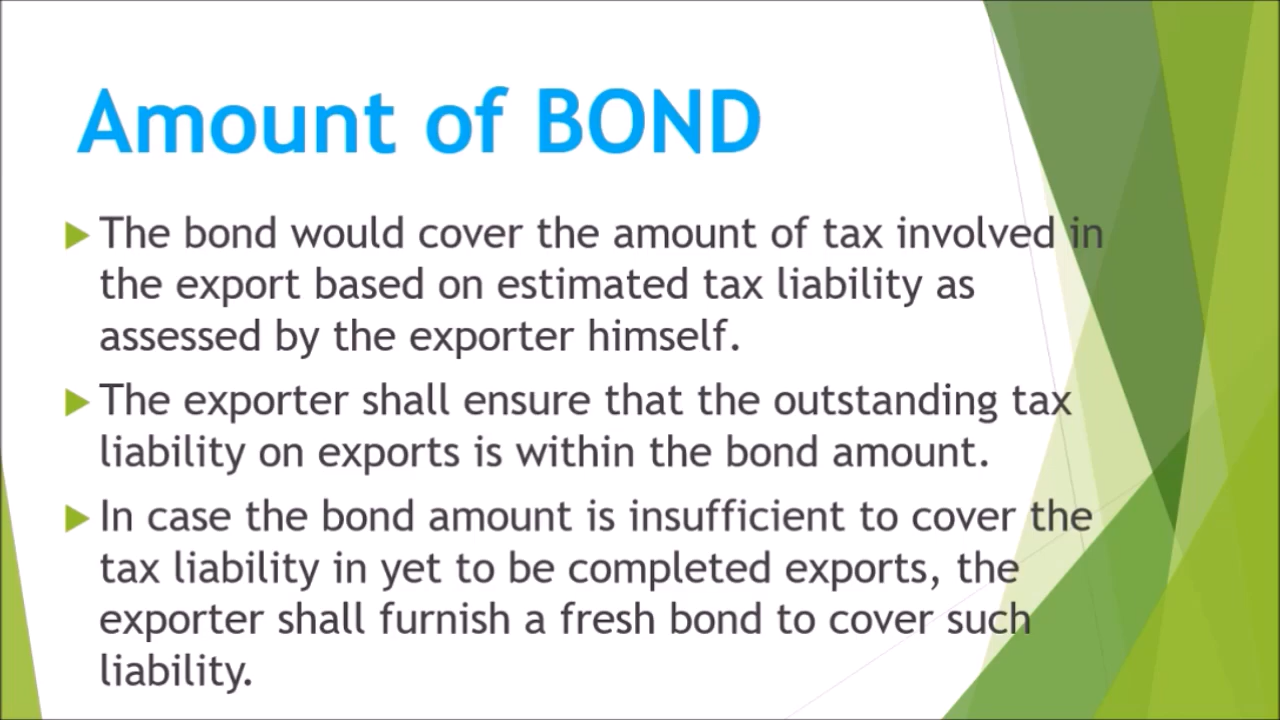 Amount of BOND
The bond would cover the amount of tax involved in
the export based on estimated tax liability as
assessed by the exporter himself.
The exporter shall ensure that the outstanding tax
liability on exports is within the bond amount.
In case the bond amount is insufficient to cover the
tax liability in yet to be completed exports, the
exporter shall furnish a fresh bond to cover such
liability.